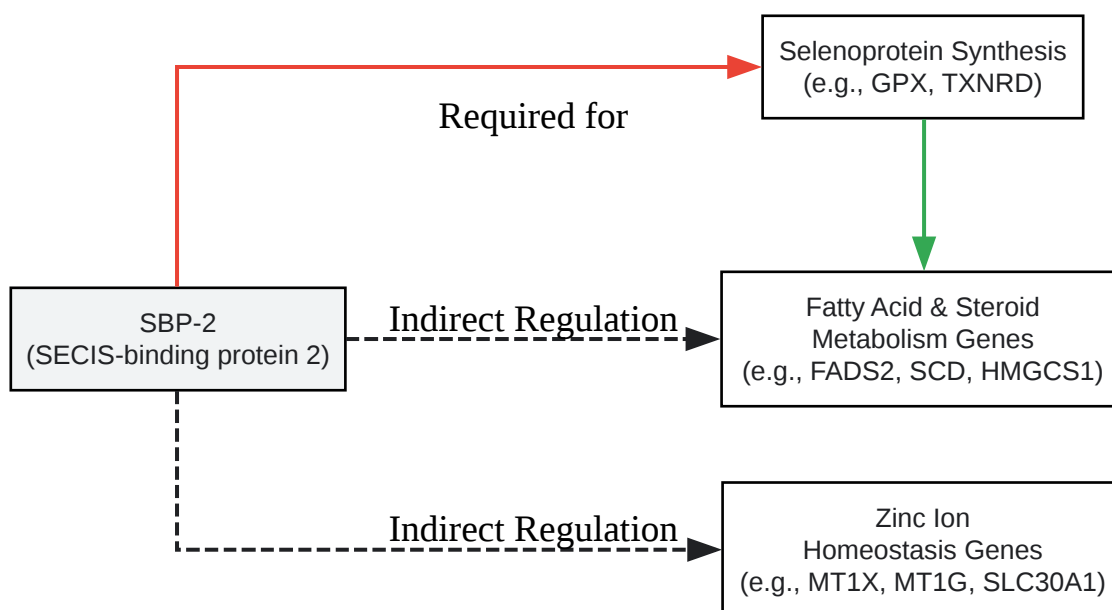 Selenoprotein Synthesis
(e.g., GPX, TXNRD)
Required for
SBP-2
(SECIS-binding protein 2)
Indirect Regulation
Fatty Acid & Steroid
Metabolism Genes
(e.g., FADS2, SCD, HMGCS1)
Indirect Regulation
Zinc Ion
Homeostasis Genes
(e.g., MT1X, MT1G, SLC30A1)